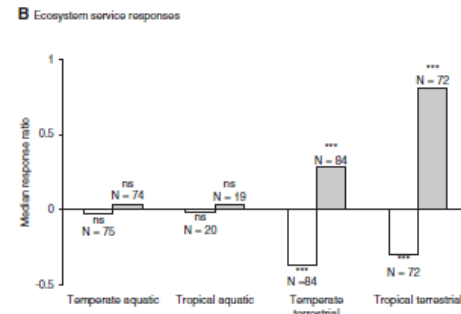 B Ecosystem service responses
1
***
N = 72
***
N = 84
0.5
ns
N = 74
ns
N = 19
Median response ratio
0
ns
N = 75
ns
N = 20
***
N =84
***
N = 72
-0.5
Temperate aquatic
Tropical aquatic
Temperate
terrestrial
Tropical terrestrial